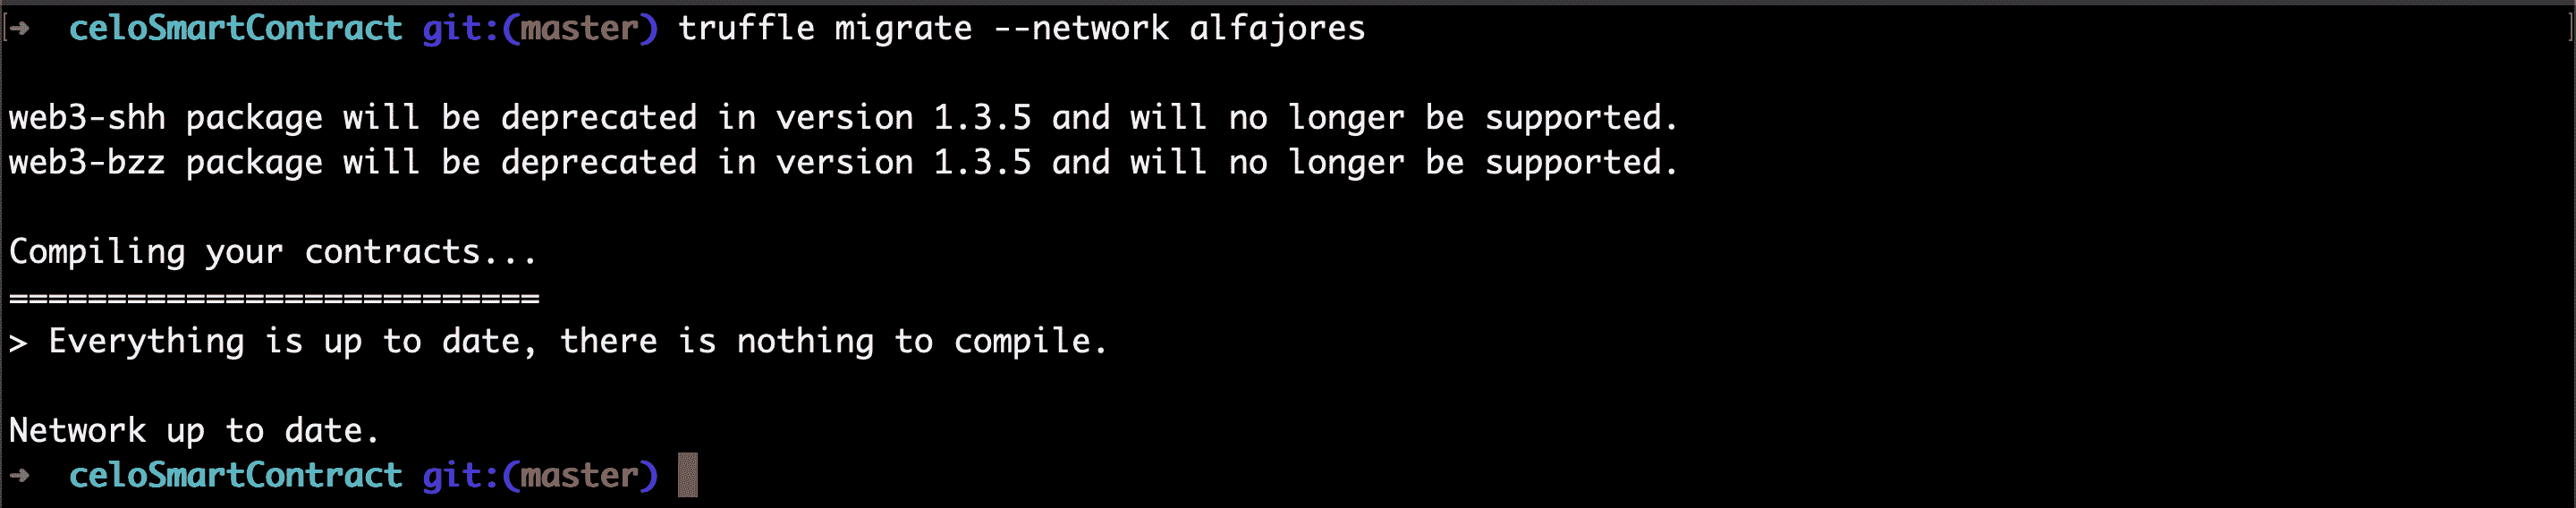 ➜  celoSmartContract git:(master) truffle migrate --network alfajores
web3-shh package will be deprecated in version 1.3.5 and will no longer be supported.
web3-bzz package will be deprecated in version 1.3.5 and will no longer be supported.
Compiling your contracts...
===========================
> Everything is up to date, there is nothing to compile.
Network up to date.
➜  celoSmartContract git:(master)